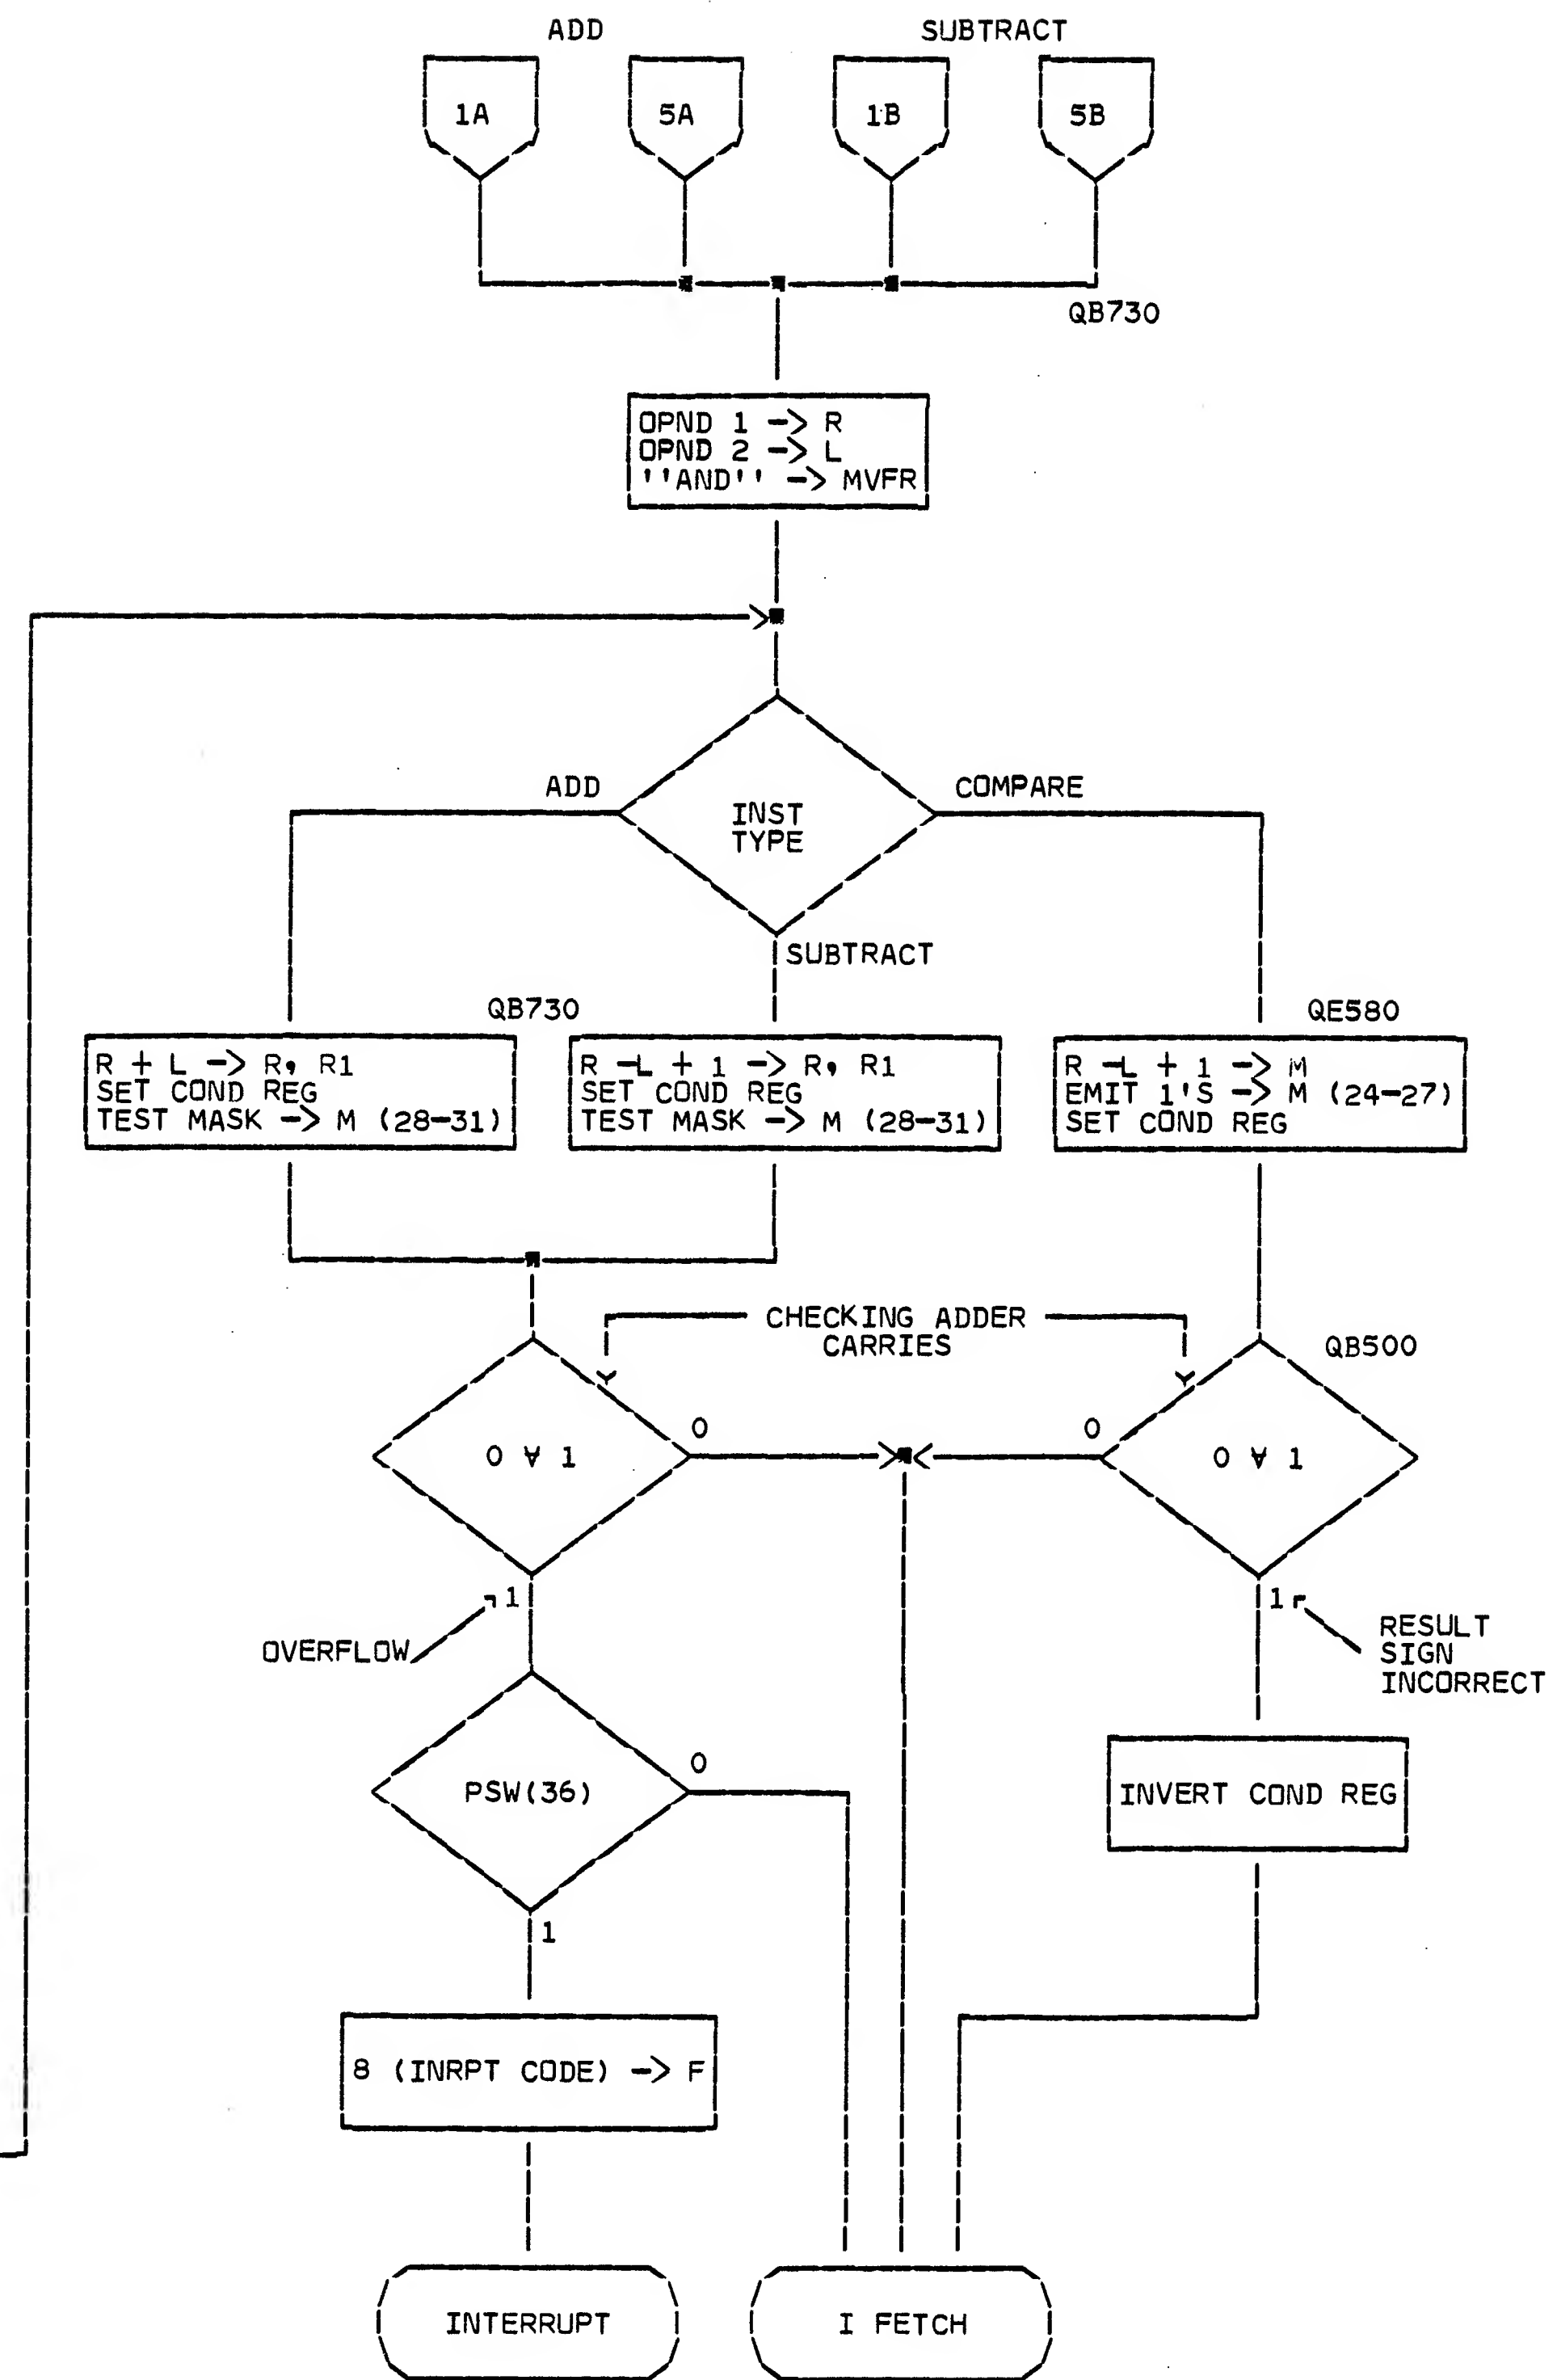 ADD
SUBTRACT
1A
5A
1B
5B
QB730
OPND 1 —> R
OPND 2 —> L
''AND'' —> MVFR
ADD
COMPARE
INST
TYPE
SUBTRACT
QB730
QE580
R + L —> R, R1
SET COND REG
TEST MASK —> M (28—31)
R —L + 1 —> R, R1
SET COND REG
TEST MASK —> M (28—31)
R —L + 1 —> M
EMIT 1'S —> M (24—27)
SET COND REG
CHECKING ADDER
CARRIES
QB500
0
0
0 ∀ 1
0 ∀ 1
1
1
OVERFLOW
RESULT
SIGN
INCORRECT
0
PSW(36)
INVERT COND REG
1
8 (INRPT CODE) —> F
INTERRUPT
I FETCH